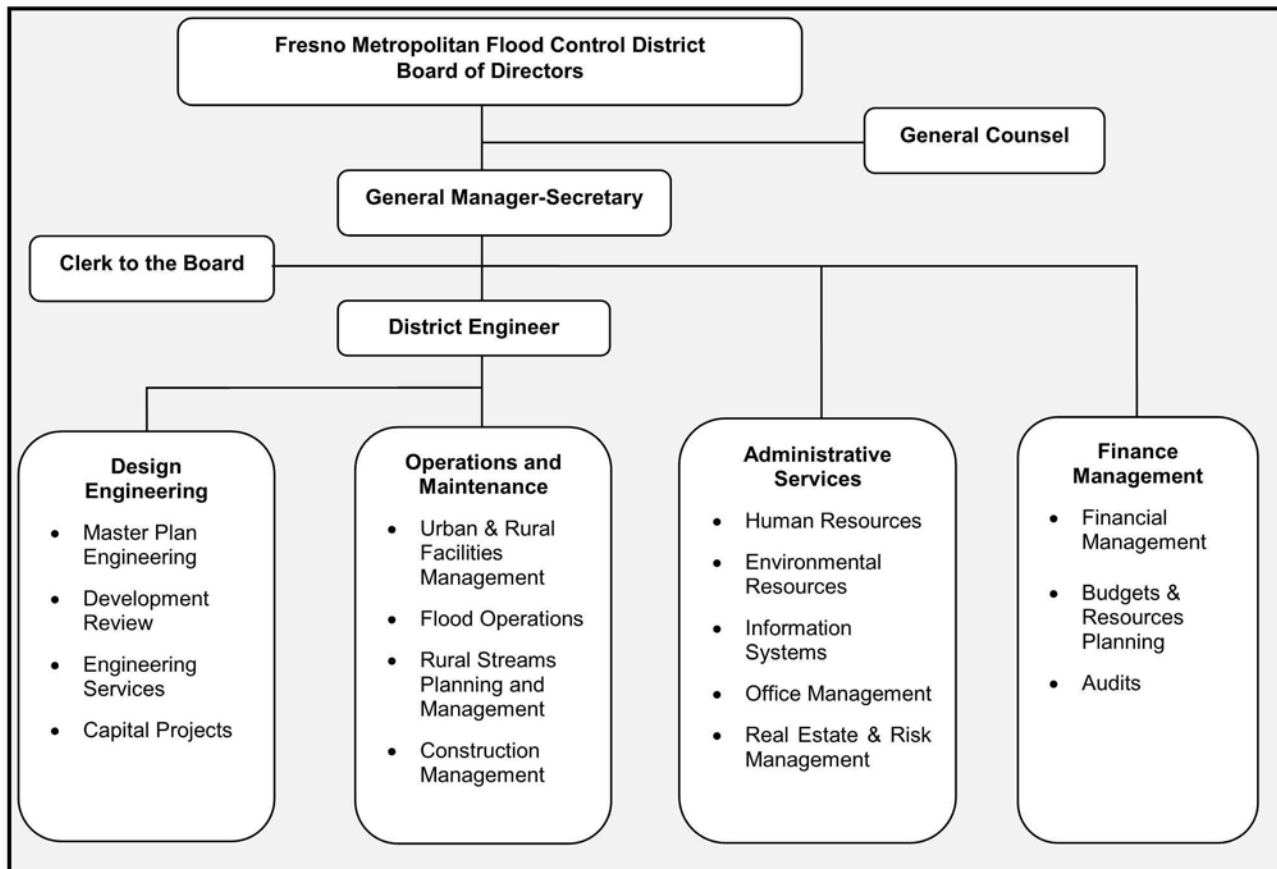 Fresno Metropolitan Flood Control District
Board of Directors
General Counsel
General Manager-Secretary
Clerk to the Board
District Engineer
Design
Engineering
• Master Plan
Engineering
• Development
Review
• Engineering
Services
• Capital Projects
Operations and
Maintenance
• Urban & Rural
Facilities
Management
• Flood Operations
• Rural Streams
Planning and
Management
• Construction
Management
Administrative
Services
• Human Resources
• Environmental
Resources
• Information
Systems
• Office Management
• Real Estate & Risk
Management
Finance
Management
• Financial
Management
• Budgets &
Resources
Planning
• Audits